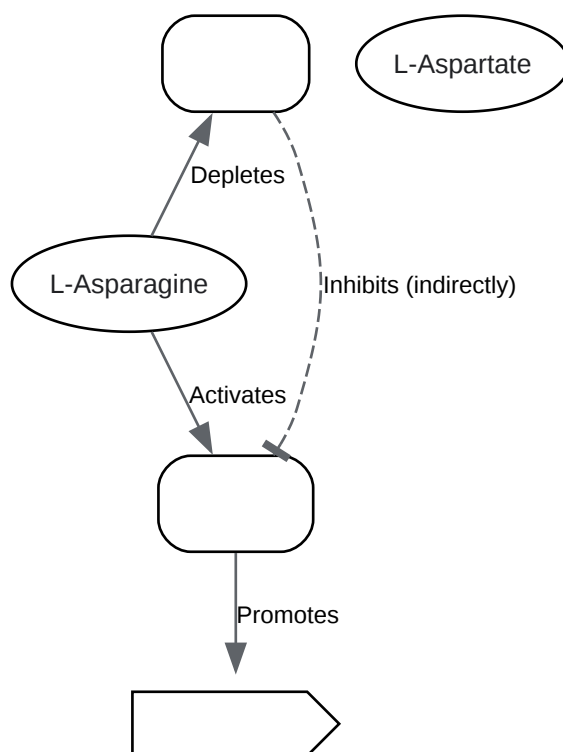 L-Aspartate
Depletes
L-Asparagine
Inhibits (indirectly)
Activates
Promotes